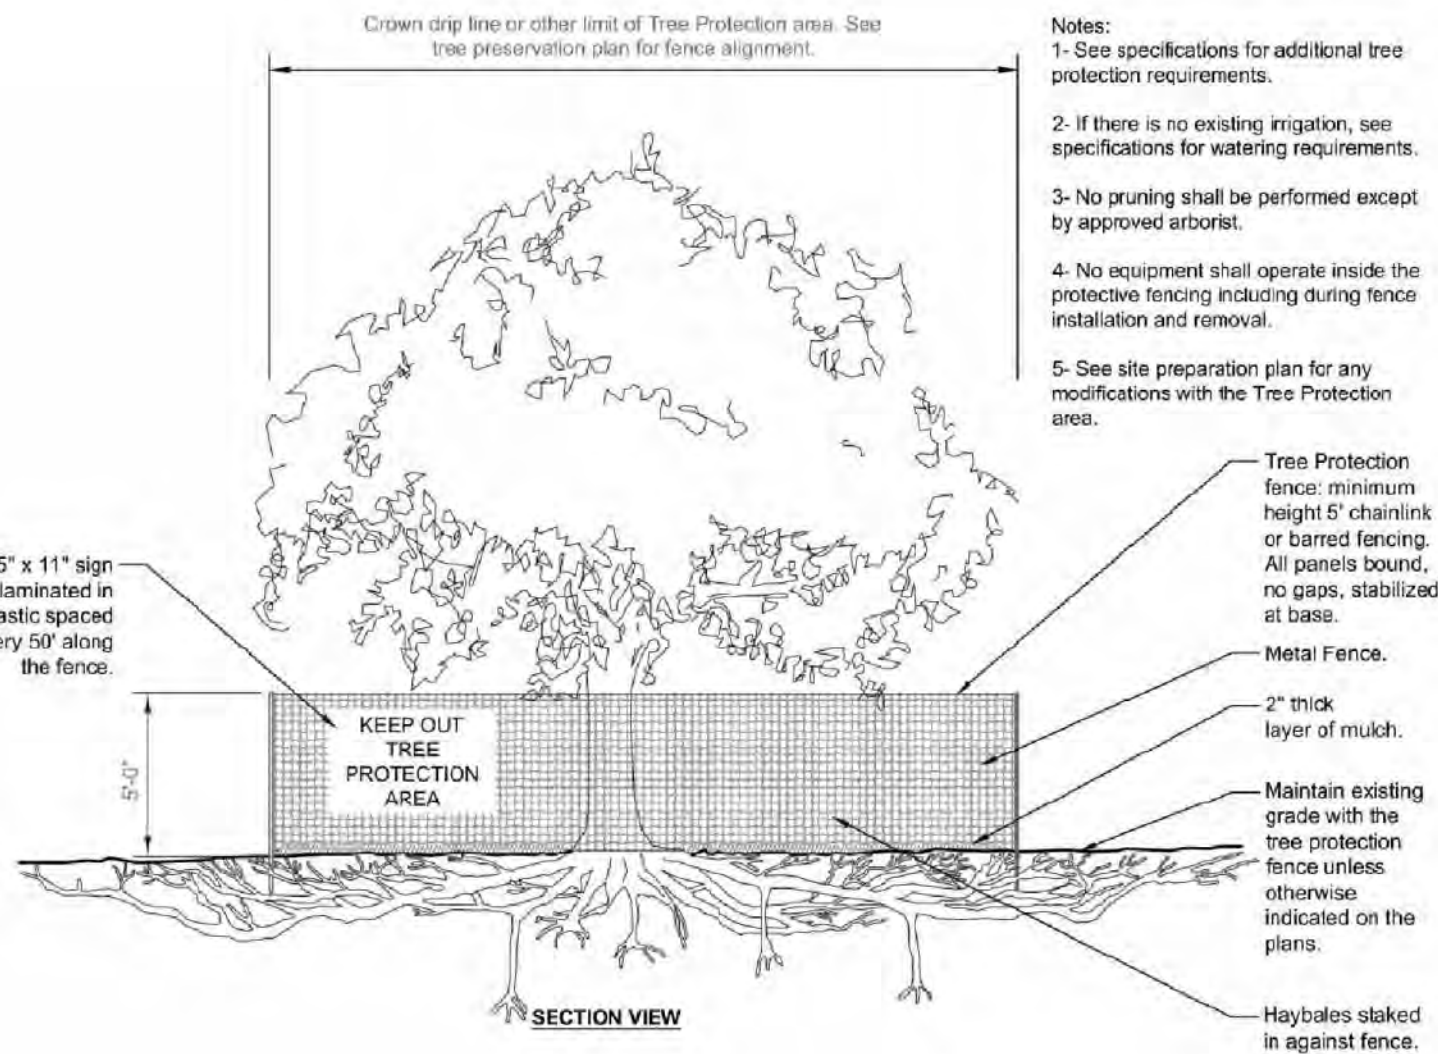 Crown drip line or other limit of Tree Protection area. See
tree preservation plan for fence alignment.
Notes:
1- See specifications for additional tree
protection requirements.
2- If there is no existing irrigation, see
specifications for watering requirements.
3- No pruning shall be performed except
by approved arborist.
4- No equipment shall operate inside the
protective fencing including during fence
installation and removal.
5- See site preparation plan for any
modifications with the Tree Protection
area.
Tree Protection
fence: minimum
height 5' chainlink
or barred fencing.
All panels bound,
no gaps, stabilized
at base.
Metal Fence.
2" thick
layer of mulch.
Maintain existing
grade with the
tree protection
fence unless
otherwise
indicated on the
plans.
Haybales staked
in against fence.
5" x 11" sign
laminated in
astic spaced
ery 50' along
the fence.
5'-0"
KEEP OUT
TREE
PROTECTION
AREA
SECTION VIEW